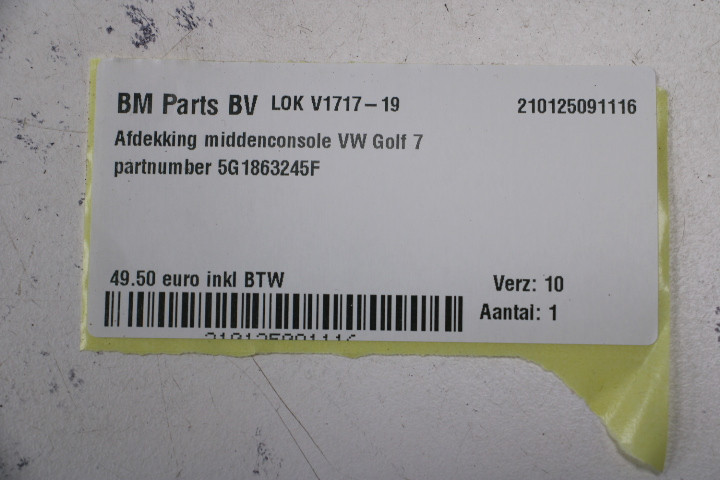 BM Parts BV LOK V1717-19 210125091116
Afdekking middenconsole VW Golf 7
partnumber 5G1863245F
49.50 euro inkl BTW Verz: 10
Aantal: 1
210125091116